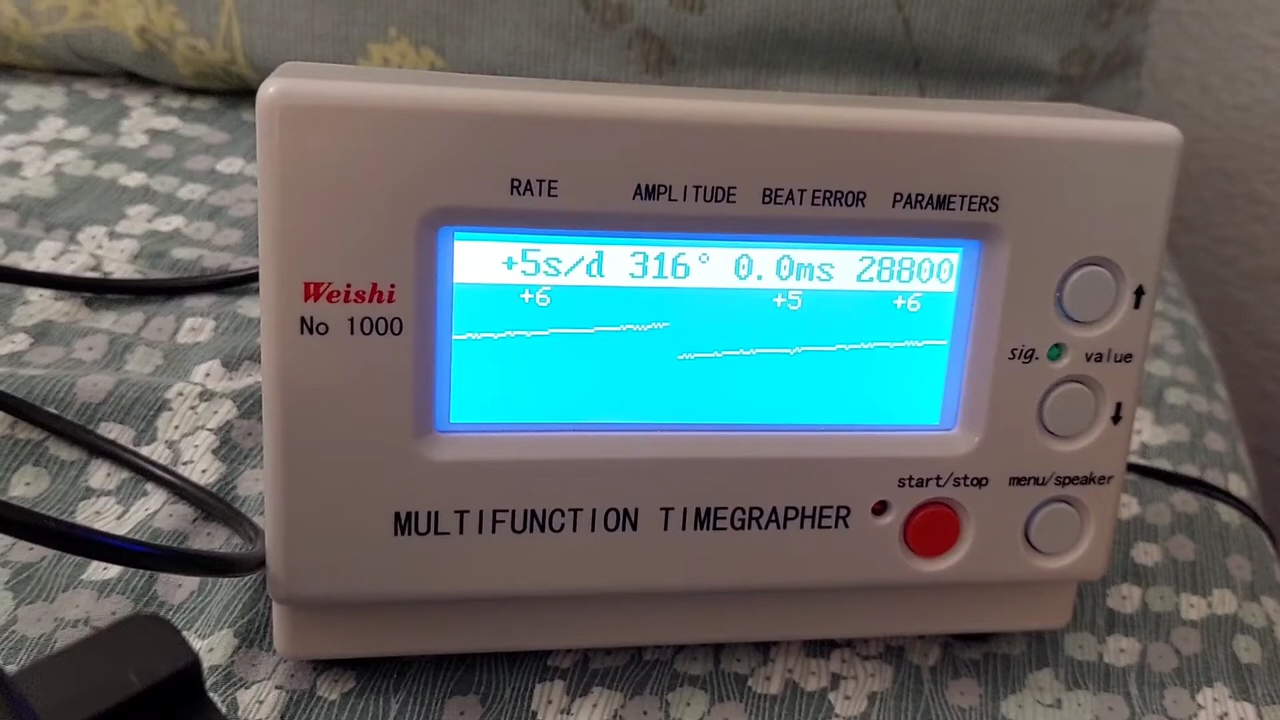 RATE AMPLITUDE BEAT ERROR PARAMETERS
+5s/d 316° 0.0ms 28800
+6 +5 +6
Weishi
No 1000
sig. value
start/stop menu/speaker
MULTIFUNCTION TIMEGRAPHER